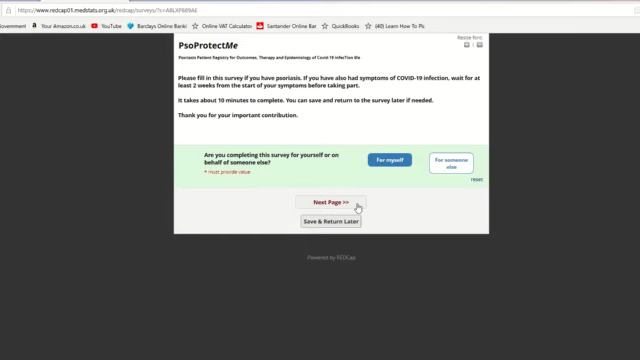 https://www.redcap01.medstats.org.uk/redcap/surveys/?s=A8LXP889AE
Government Your Amazon.co.uk YouTube Barclays Online Banki Online VAT Calculator Santander Online Bar QuickBooks (40) Learn How To Pl
Resize font:
PsoProtectMe
Psoriasis Patient Registry for Outcomes, Therapy and Epidemiology of Covid-19 infecTion Me
Please fill in this survey if you have psoriasis. If you have also had symptoms of COVID-19 infection, wait for at
least 2 weeks from the start of your symptoms before taking part.
It takes about 10 minutes to complete. You can save and return to the survey later if needed.
Thank you for your important contribution.
Are you completing this survey for yourself or on
behalf of someone else?
* must provide value
For myself
For someone
else
reset
Next Page >>
Save & Return Later
Powered by REDCap